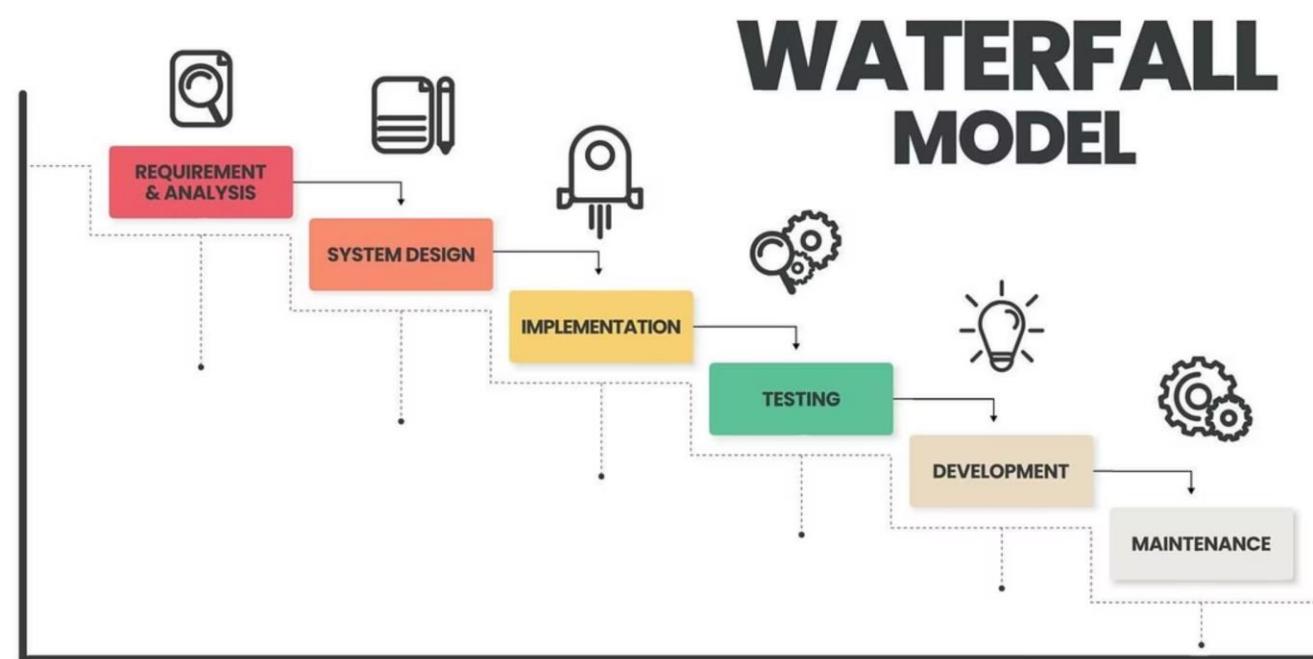 WATERFALL
MODEL
REQUIREMENT
& ANALYSIS
SYSTEM DESIGN
IMPLEMENTATION
TESTING
DEVELOPMENT
MAINTENANCE